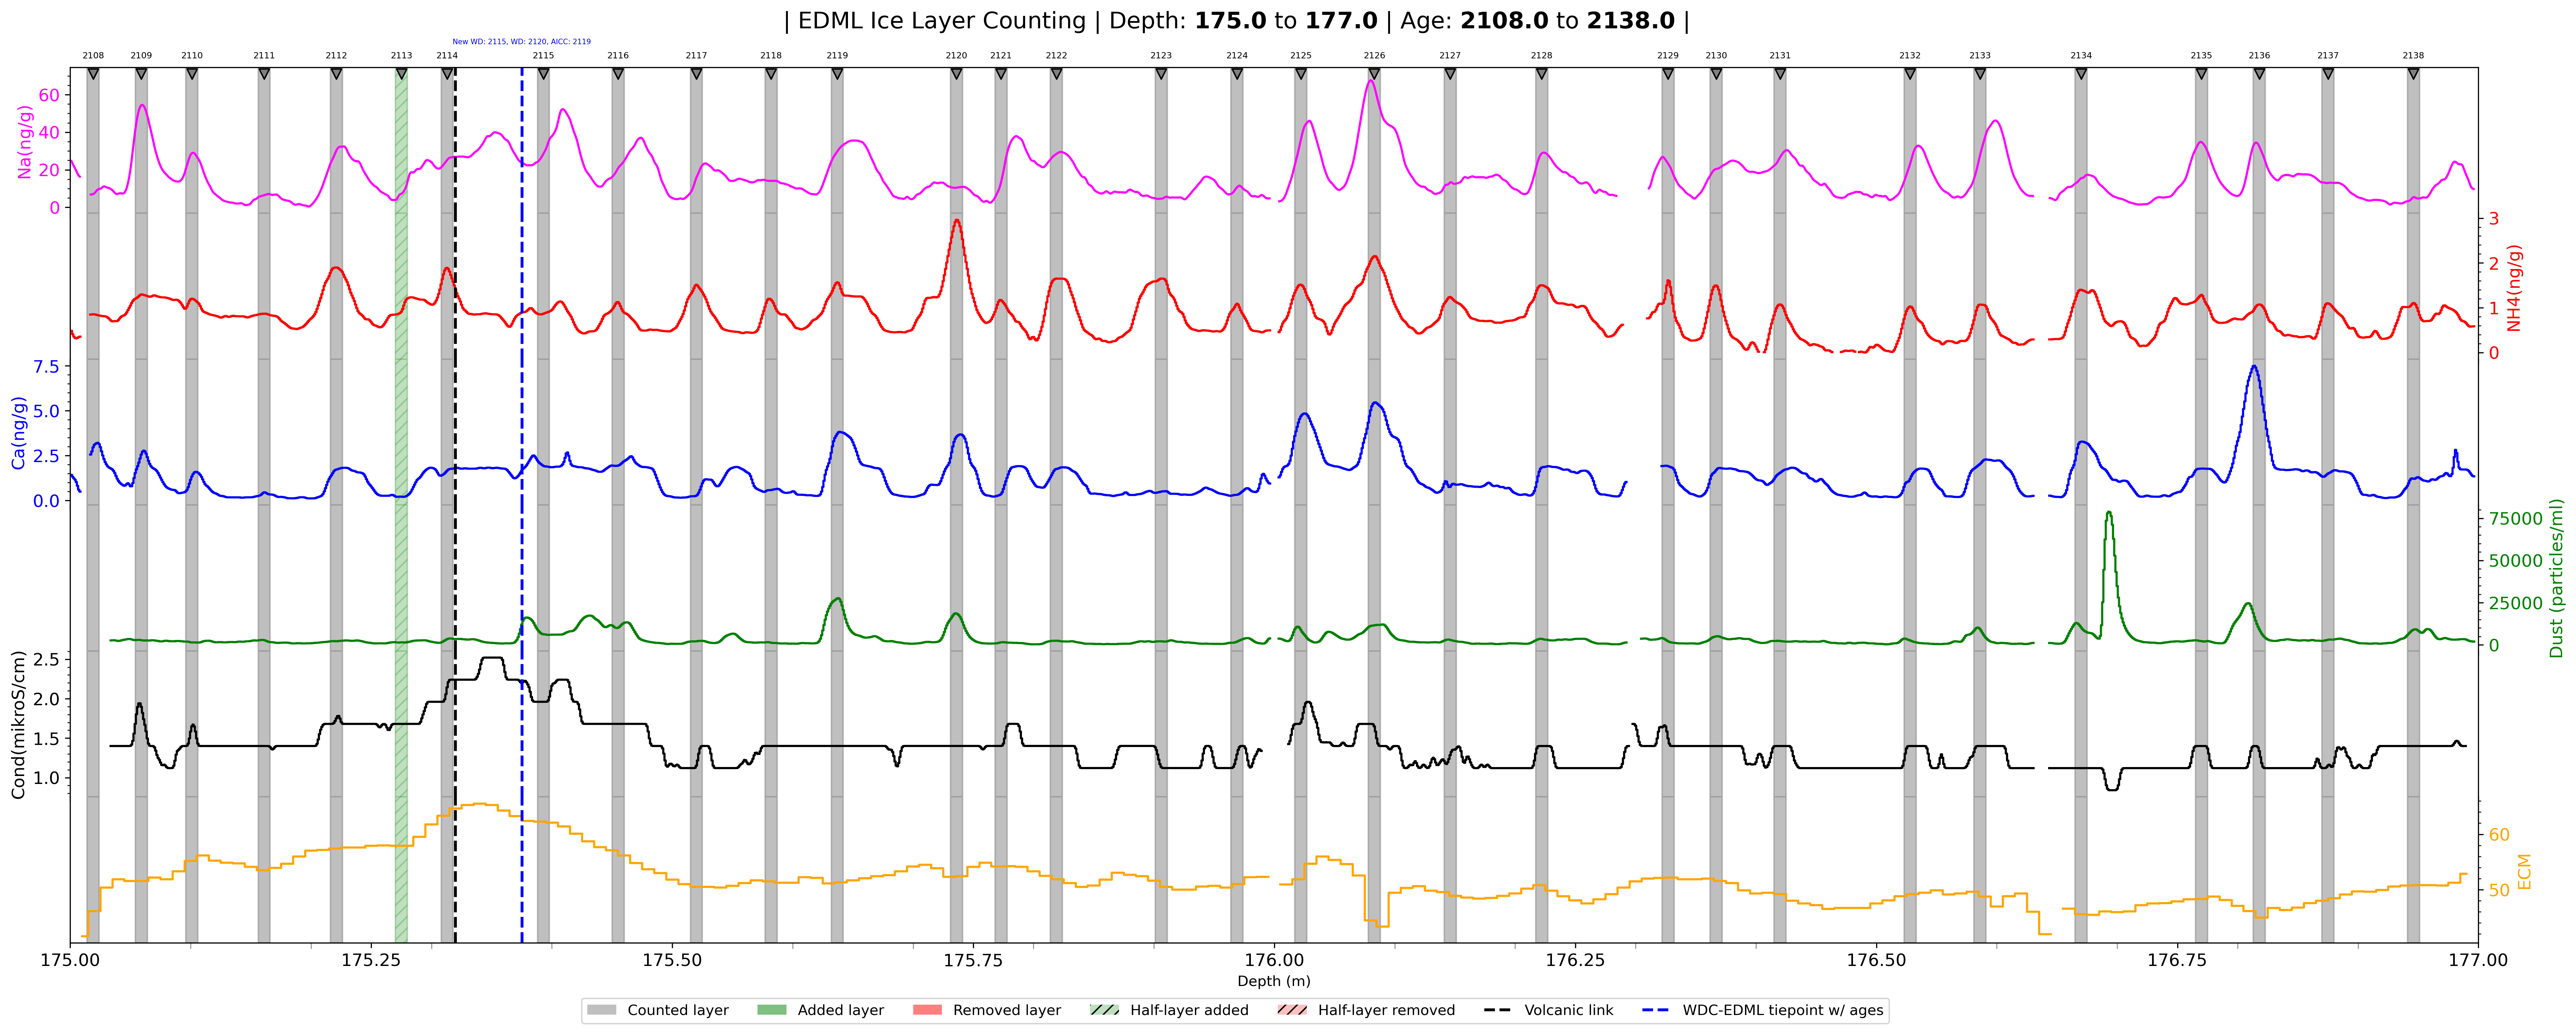 | EDML Ice Layer Counting | Depth: 175.0 to 177.0 | Age: 2108.0 to 2138.0 |
New WD: 2115, WD: 2120, AICC: 2119
2108 2109 2110 2111 2112 2113 2114 2115 2116 2117 2118 2119 2120 2121 2122 2123 2124 2125 2126 2127 2128 2129 2130 2131 2132 2133 2134 2135 2136 2137 2138
Na(ng/g)
60
40
20
0
NH4(ng/g)
3
2
1
0
Ca(ng/g)
7.5
5.0
2.5
0.0
Dust (particles/ml)
75000
50000
25000
0
Cond(mikroS/cm)
2.5
2.0
1.5
1.0
ECM
60
50
175.00 175.25 175.50 175.75 176.00 176.25 176.50 176.75 177.00
Depth (m)
Counted layer Added layer Removed layer Half-layer added Half-layer removed Volcanic link WDC-EDML tiepoint w/ ages